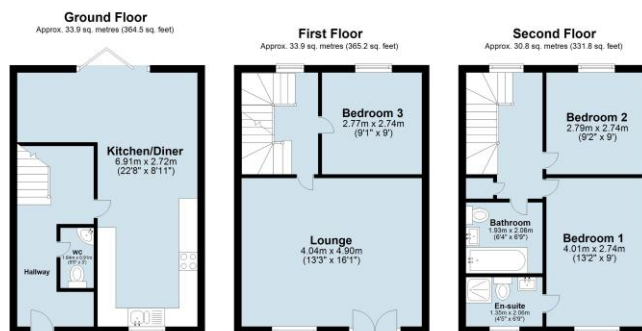 Ground Floor
Approx. 33.9 sq. metres (364.5 sq. feet)
Kitchen/Diner
6.91m x 2.72m
(22'8" x 8'11")
WC
Hallway
First Floor
Approx. 33.9 sq. metres (365.2 sq. feet)
Bedroom 3
2.77m x 2.74m
(9'1" x 9')
Lounge
4.04m x 4.90m
(13'3" x 16'1")
Second Floor
Approx. 30.8 sq. metres (331.8 sq. feet)
Bedroom 2
2.79m x 2.74m
(9'2" x 9')
Bathroom
1.93m x 2.06m
(6'4" x 6'9")
Bedroom 1
4.01m x 2.74m
(13'2" x 9')
En-suite
1.35m x 2.06m
(4'5" x 6'9")